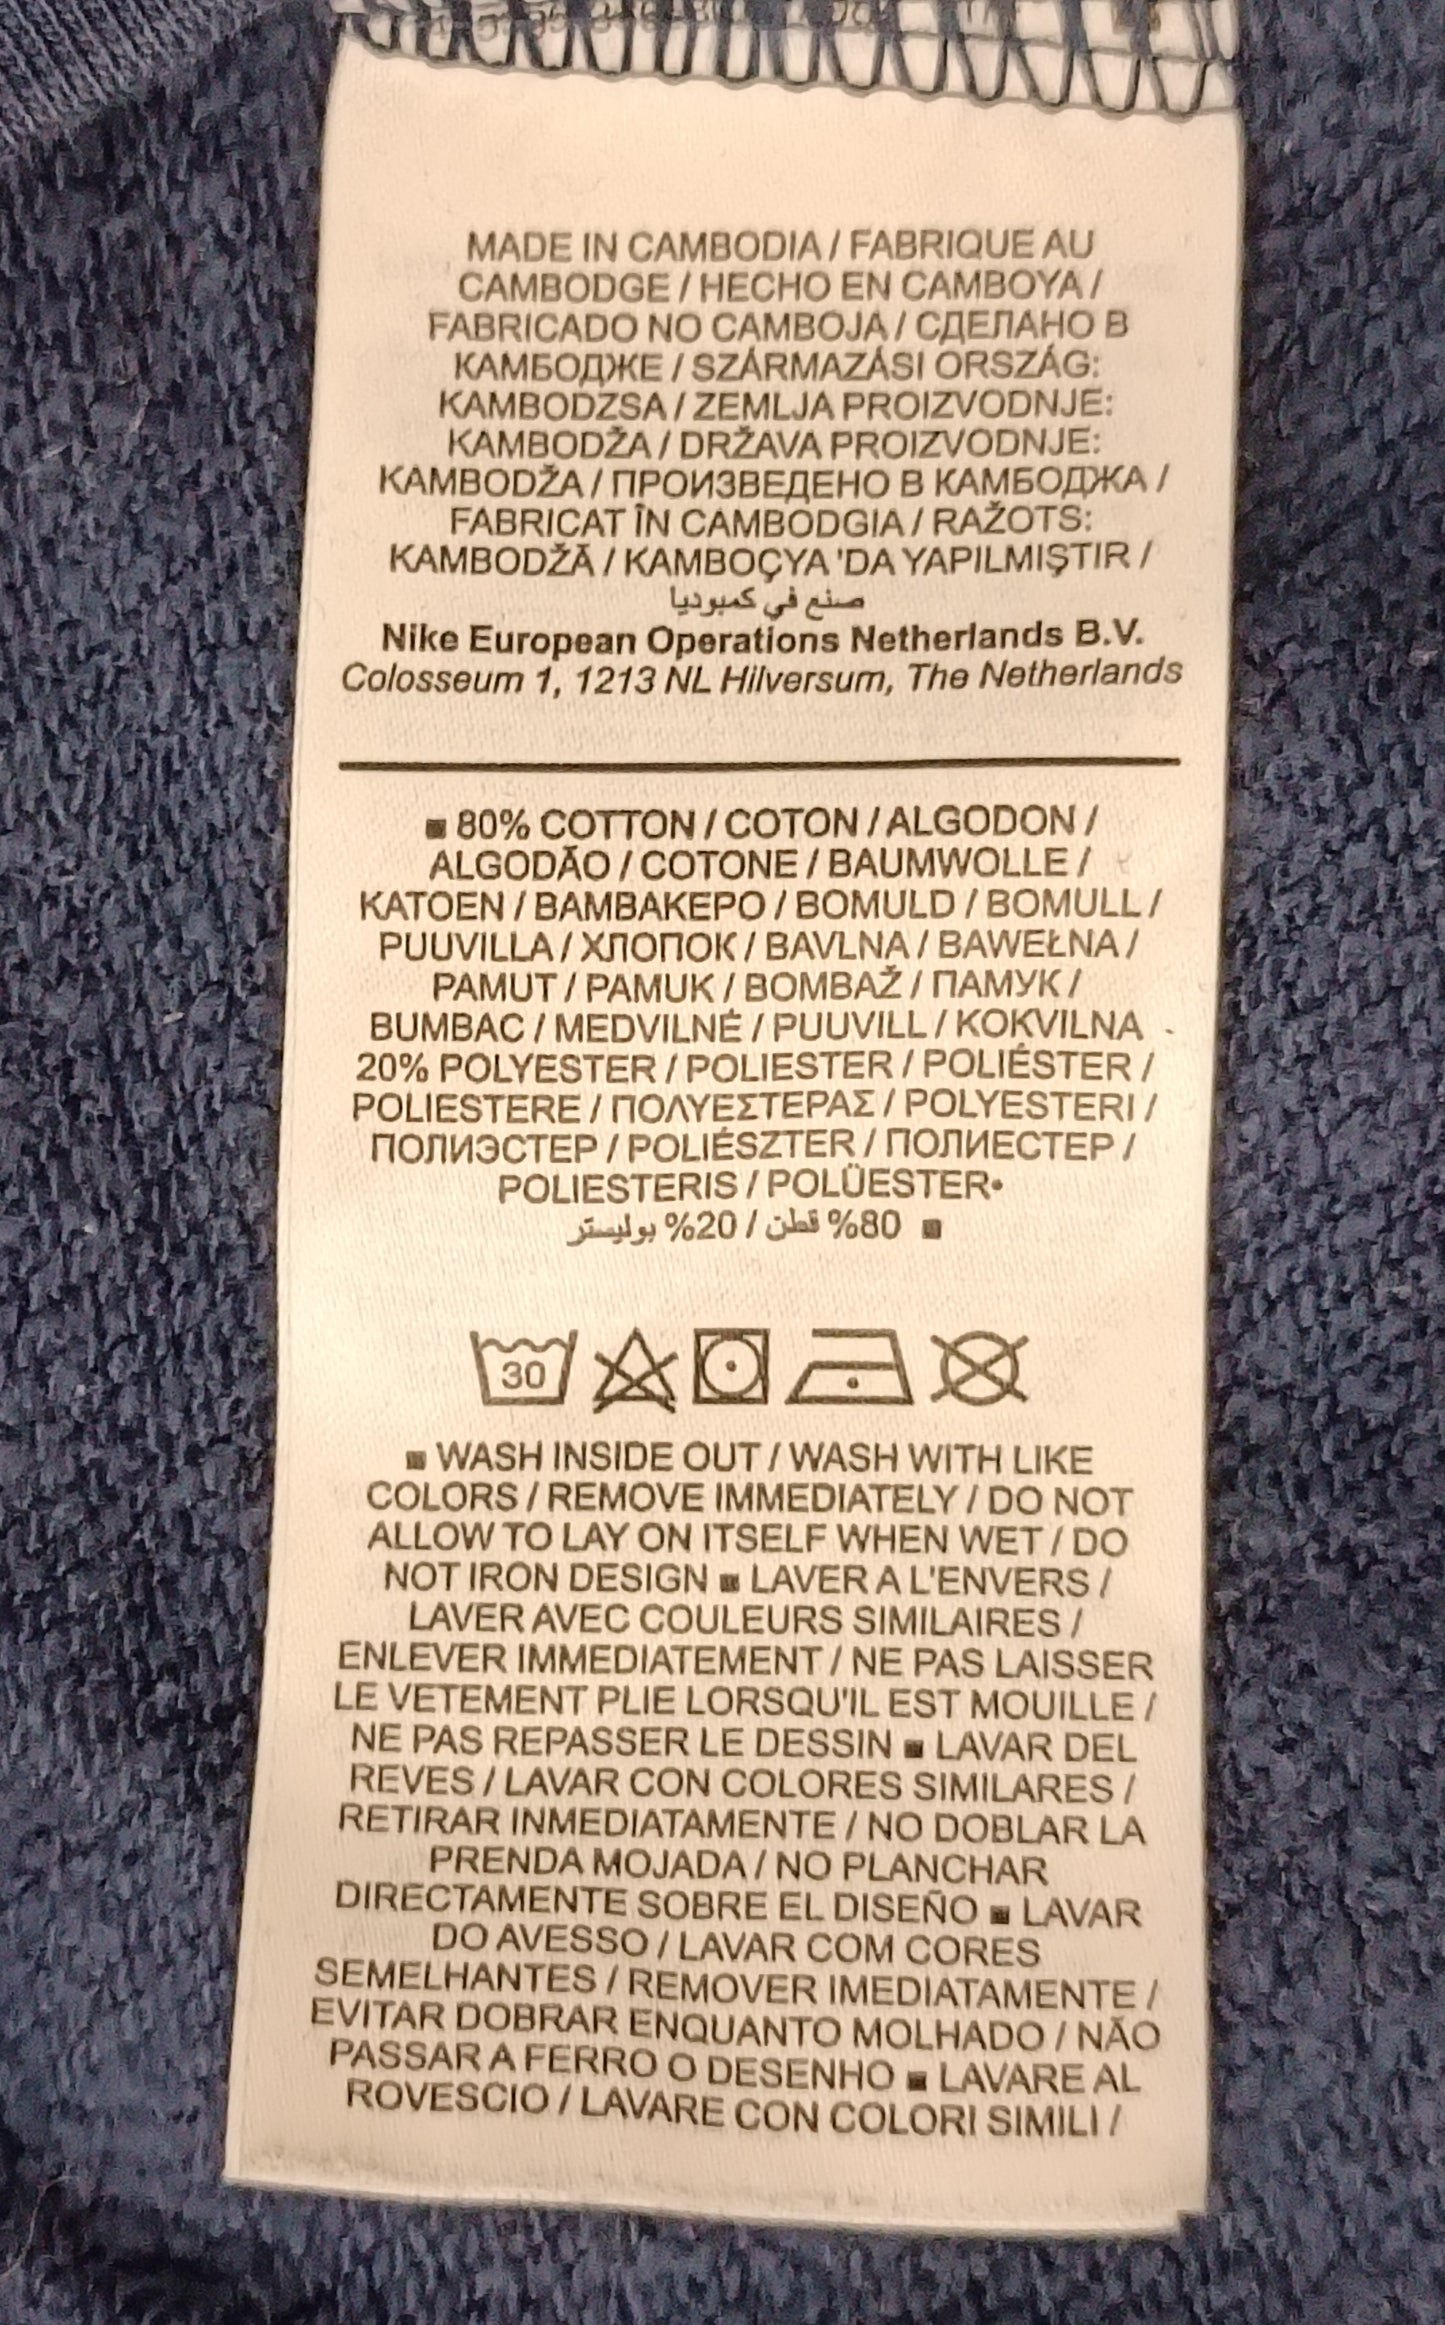 MADE IN CAMBODIA / FABRIQUE AU
CAMBODGE / HECHO EN CAMBOYA /
FABRICADO NO CAMBOJA / СДЕЛАНО В
КАМБОДЖЕ / SZÁRMAZÁSI ORSZÁG:
KAMBODZSA / ZEMLJA PROIZVODNJE:
KAMBODŽA / DRŽAVA PROIZVODNJE:
KAMBODŽA / ПРОИЗВЕДЕНО В КАМБОДЖА /
FABRICAT ÎN CAMBODGIA / RAŽOTS:
KAMBODŽĀ / KAMBOÇYA 'DA YAPILMIŞTIR /
صنع في كمبوديا
Nike European Operations Netherlands B.V.
Colosseum 1, 1213 NL Hilversum, The Netherlands
■ 80% COTTON / COTON / ALGODON /
ALGODÃO / COTONE / BAUMWOLLE /
KATOEN / ΒΑΜΒΑΚΕΡΟ / BOMULD / BOMULL /
PUUVILLA / ХЛОПОК / BAVLNA / BAWEŁNA /
PAMUT / PAMUK / BOMBAŽ / ПАМУК /
BUMBAC / MEDVILNĖ / PUUVILL / KOKVILNA
20% POLYESTER / POLIESTER / POLIÉSTER /
POLIESTERE / ΠΟΛΥΕΣΤΕΡΑΣ / POLYESTERI /
ПОЛИЭСТЕР / POLIÉSZTER / ПОЛИЕСТЕР /
POLIESTERIS / POLÜESTER•
■ 80% قطن / 20% بوليستر
30
■ WASH INSIDE OUT / WASH WITH LIKE
COLORS / REMOVE IMMEDIATELY / DO NOT
ALLOW TO LAY ON ITSELF WHEN WET / DO
NOT IRON DESIGN ■ LAVER A L'ENVERS /
LAVER AVEC COULEURS SIMILAIRES /
ENLEVER IMMEDIATEMENT / NE PAS LAISSER
LE VETEMENT PLIE LORSQU'IL EST MOUILLE /
NE PAS REPASSER LE DESSIN ■ LAVAR DEL
REVES / LAVAR CON COLORES SIMILARES /
RETIRAR INMEDIATAMENTE / NO DOBLAR LA
PRENDA MOJADA / NO PLANCHAR
DIRECTAMENTE SOBRE EL DISEÑO ■ LAVAR
DO AVESSO / LAVAR COM CORES
SEMELHANTES / REMOVER IMEDIATAMENTE /
EVITAR DOBRAR ENQUANTO MOLHADO / NÃO
PASSAR A FERRO O DESENHO ■ LAVARE AL
ROVESCIO / LAVARE CON COLORI SIMILI /